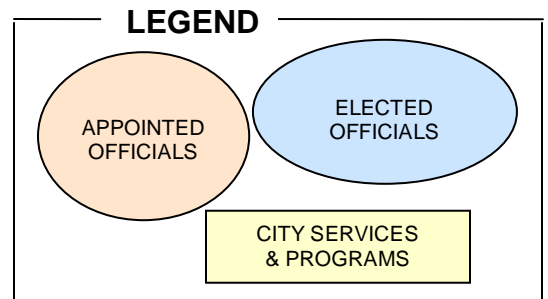 LEGEND
APPOINTED
OFFICIALS
ELECTED
OFFICIALS
CITY SERVICES
& PROGRAMS